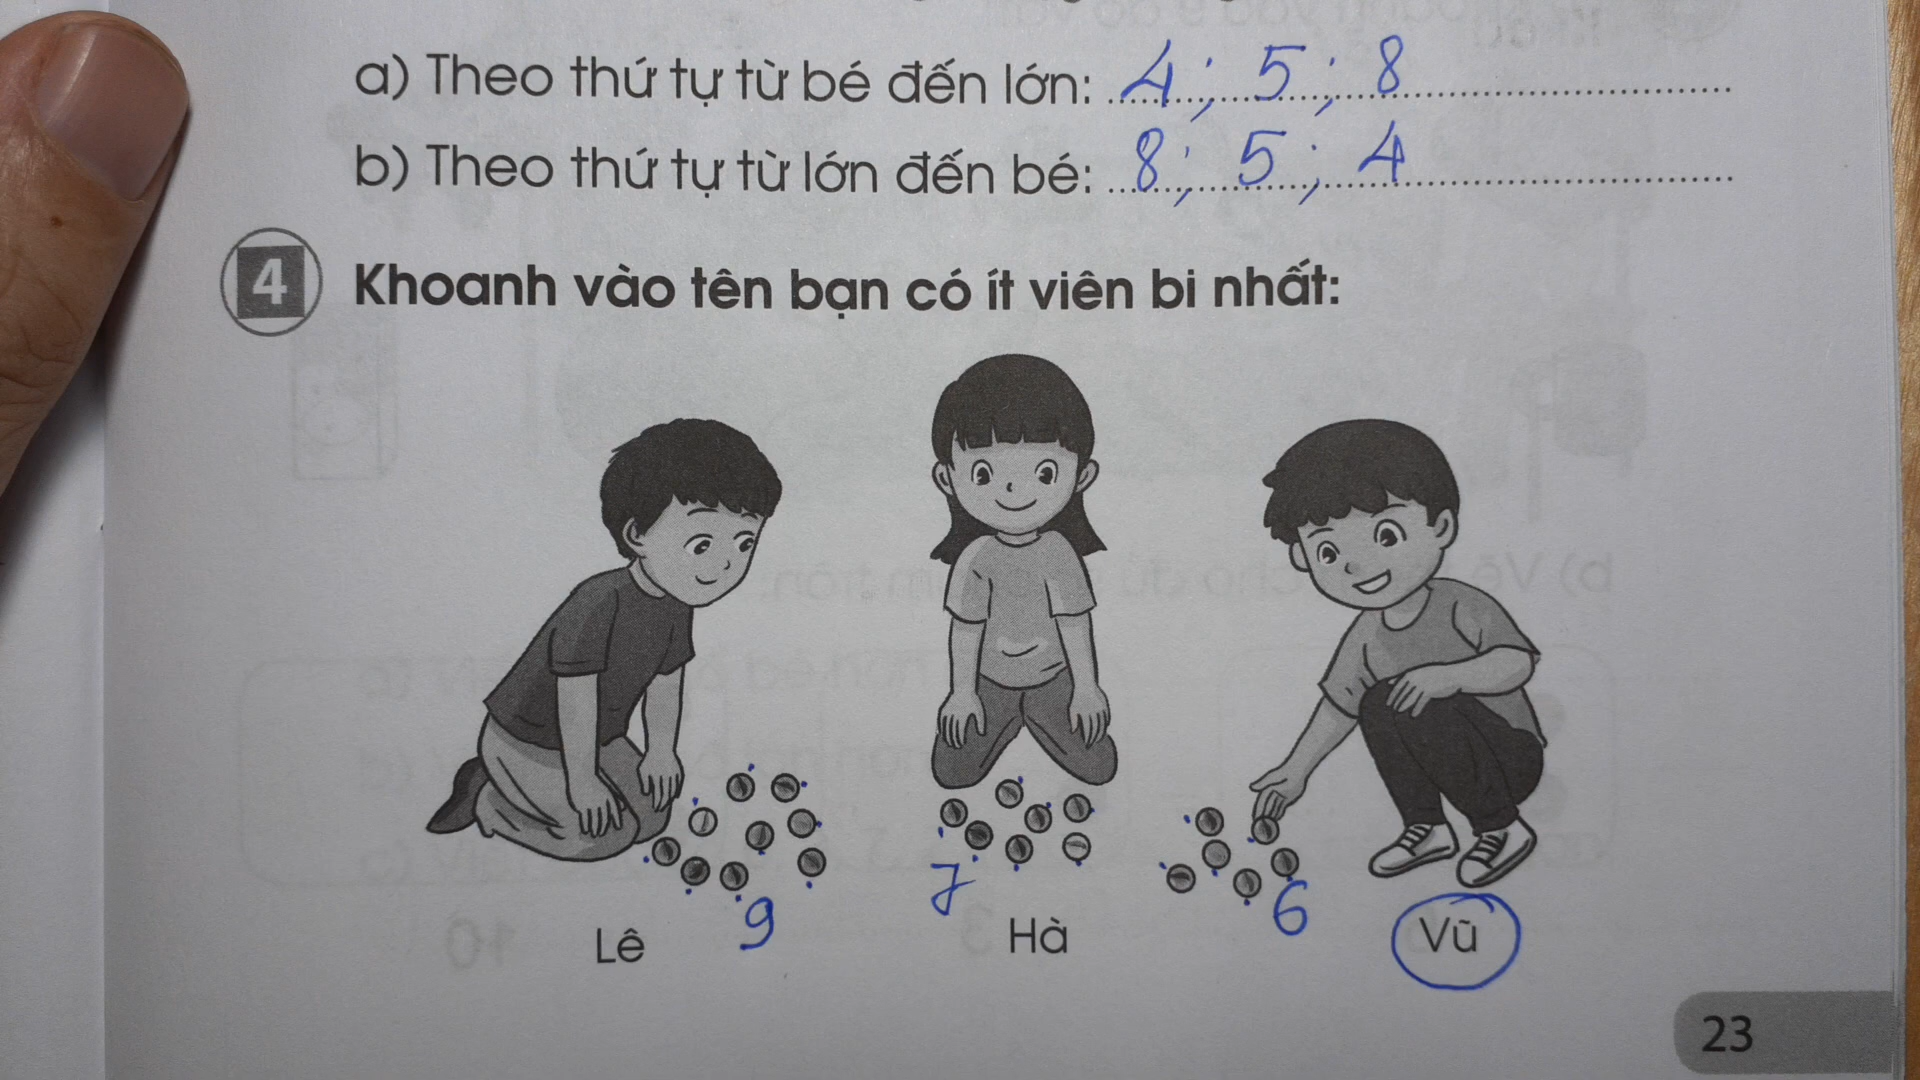 a) Theo thứ tự từ bé đến lớn: 4; 5; 8
b) Theo thứ tự từ lớn đến bé: 8; 5; 4
4 Khoanh vào tên bạn có ít viên bi nhất:
9 7 6
Lê Hà Vũ
23